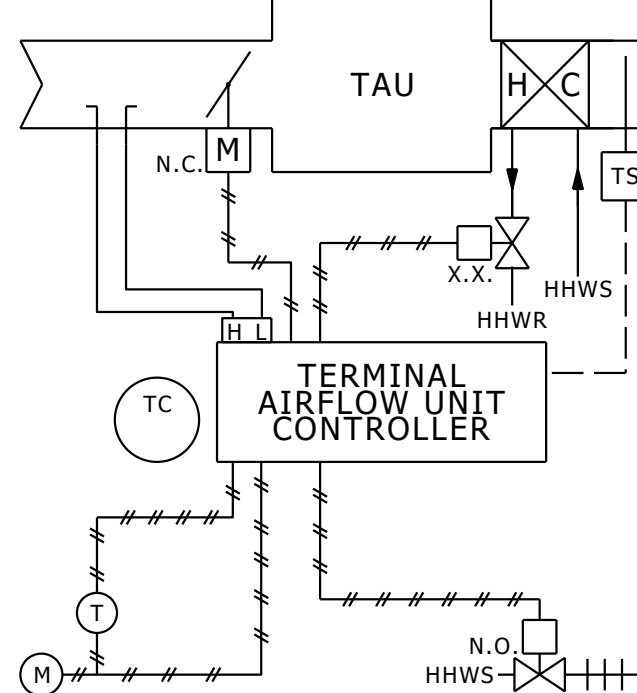 TAU
H C
M
N.C.
TS
X.X.
HHWS
HHWR
H L
TERMINAL
AIRFLOW UNIT
CONTROLLER
TC
T
N.O.
M
HHWS